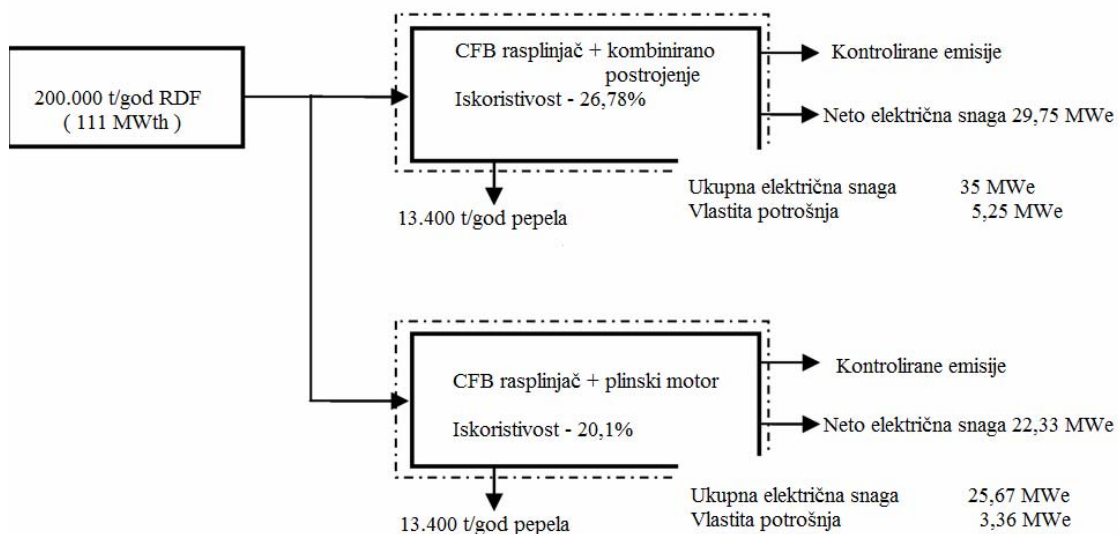 200.000 t/god RDF
( 111 MWth )
CFB rasplinjač + kombinirano
postrojenje
Iskoristivost - 26,78%
Kontrolirane emisije
Neto električna snaga 29,75 MWe
Ukupna električna snaga 35 MWe
Vlastita potrošnja 5,25 MWe
13.400 t/god pepela
CFB rasplinjač + plinski motor
Iskoristivost - 20,1%
Kontrolirane emisije
Neto električna snaga 22,33 MWe
Ukupna električna snaga 25,67 MWe
Vlastita potrošnja 3,36 MWe
13.400 t/god pepela